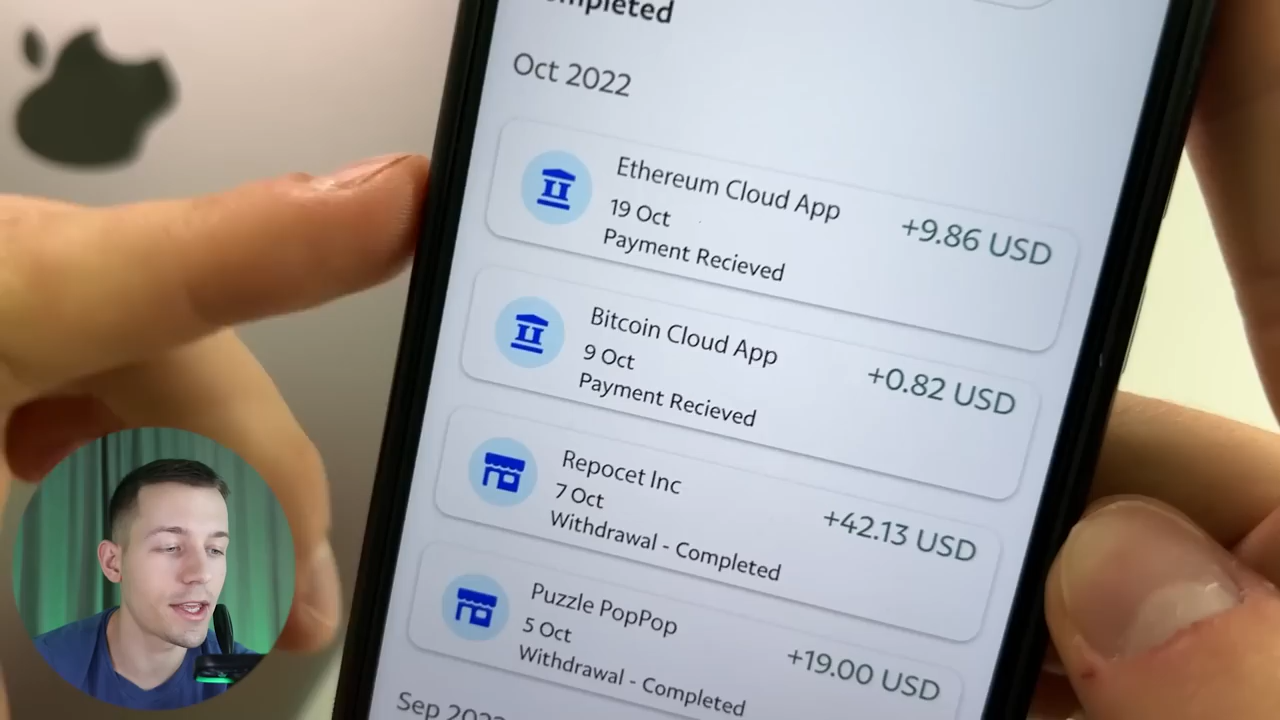 Completed
Oct 2022
Ethereum Cloud App
+9.86 USD
19 Oct
Payment Recieved
Bitcoin Cloud App
+0.82 USD
9 Oct
Payment Recieved
Repocet Inc
+42.13 USD
7 Oct
Withdrawal - Completed
Puzzle PopPop
+19.00 USD
5 Oct
Withdrawal - Completed
Sep 2022